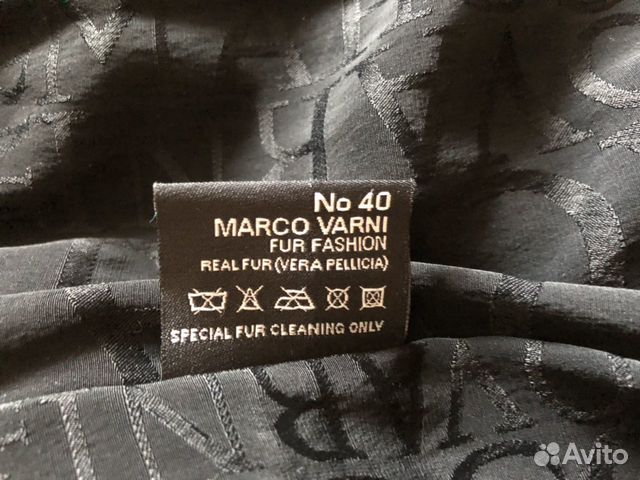 No 40
MARCO VARNI
FUR FASHION
REAL FUR (VERA PELLICIA)
SPECIAL FUR CLEANING ONLY
Avito